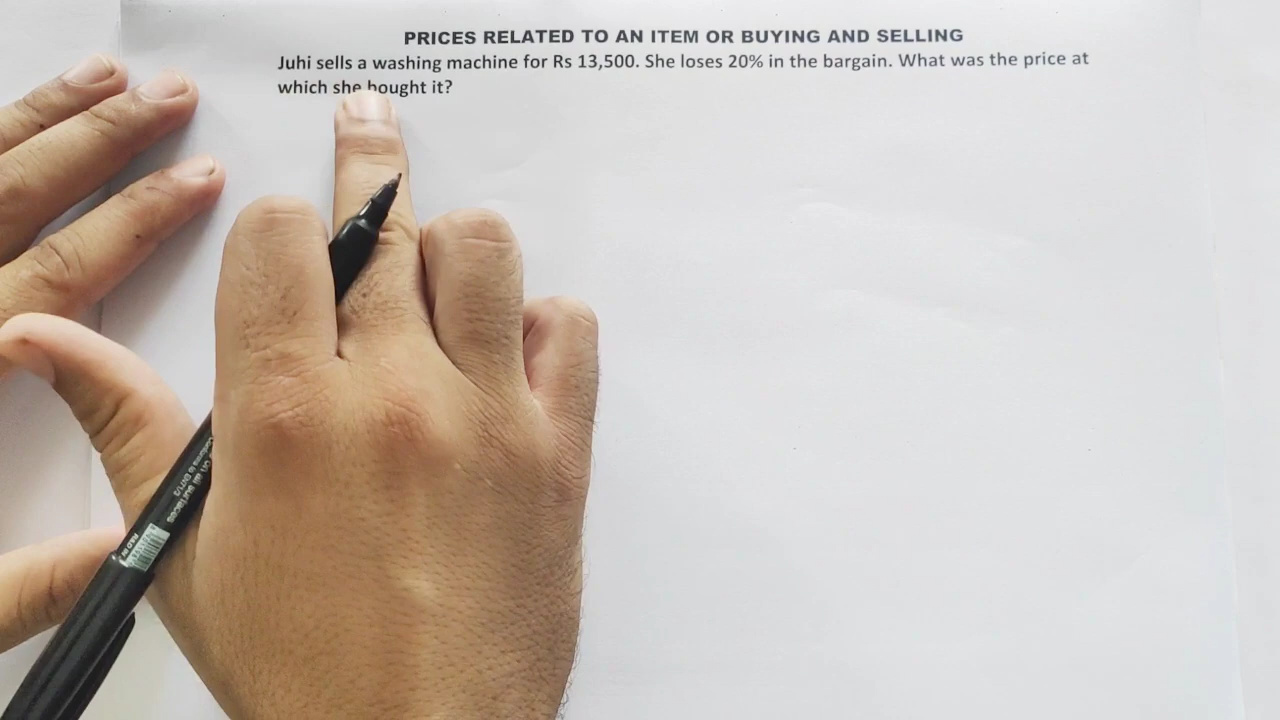 PRICES RELATED TO AN ITEM OR BUYING AND SELLING
Juhi sells a washing machine for Rs 13,500. She loses 20% in the bargain. What was the price at
which she bought it?